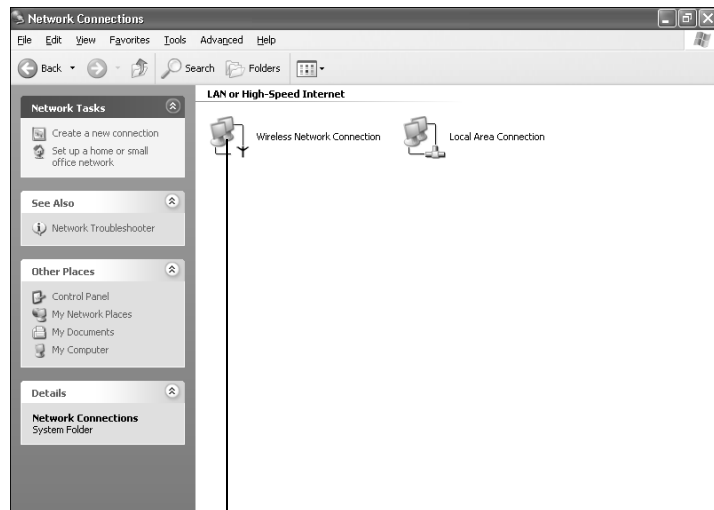 Network Connections
File Edit View Favorites Tools Advanced Help
Back Search Folders
Network Tasks
Create a new connection
Set up a home or small
office network
See Also
Network Troubleshooter
Other Places
Control Panel
My Network Places
My Documents
My Computer
Details
Network Connections
System Folder
LAN or High-Speed Internet
Wireless Network Connection
Local Area Connection